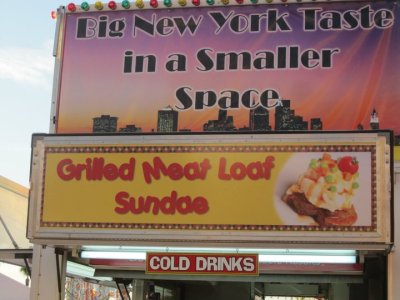 Big New York Taste
in a Smaller
Space
Grilled Meat Loaf
Sundae
COLD DRINKS